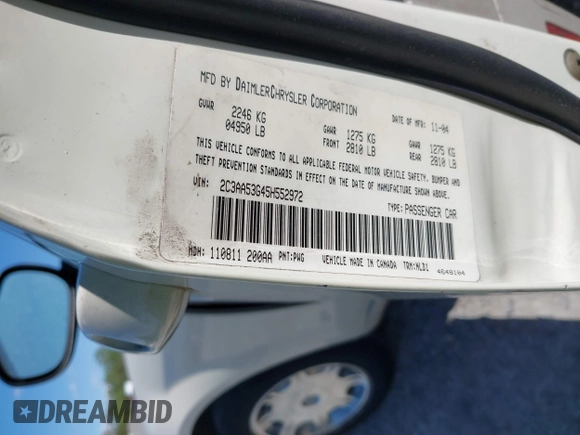 MFD BY DAIMLERCHRYSLER CORPORATION
DATE OF MFR: 11-04
GVWR 2246 KG 04950 LB
GAWR FRONT 1275 KG 2810 LB
GAWR REAR 1275 KG 2810 LB
THIS VEHICLE CONFORMS TO ALL APPLICABLE FEDERAL MOTOR VEHICLE SAFETY, BUMPER AND
THEFT PREVENTION STANDARDS IN EFFECT ON THE DATE OF MANUFACTURE SHOWN ABOVE.
VIN: 2C3AA53G45H552972 TYPE: PASSENGER CAR
MDH: 110811 200AA PNT: PWG VEHICLE MADE IN CANADA TRM: NLD1
4648104
DREAMBID